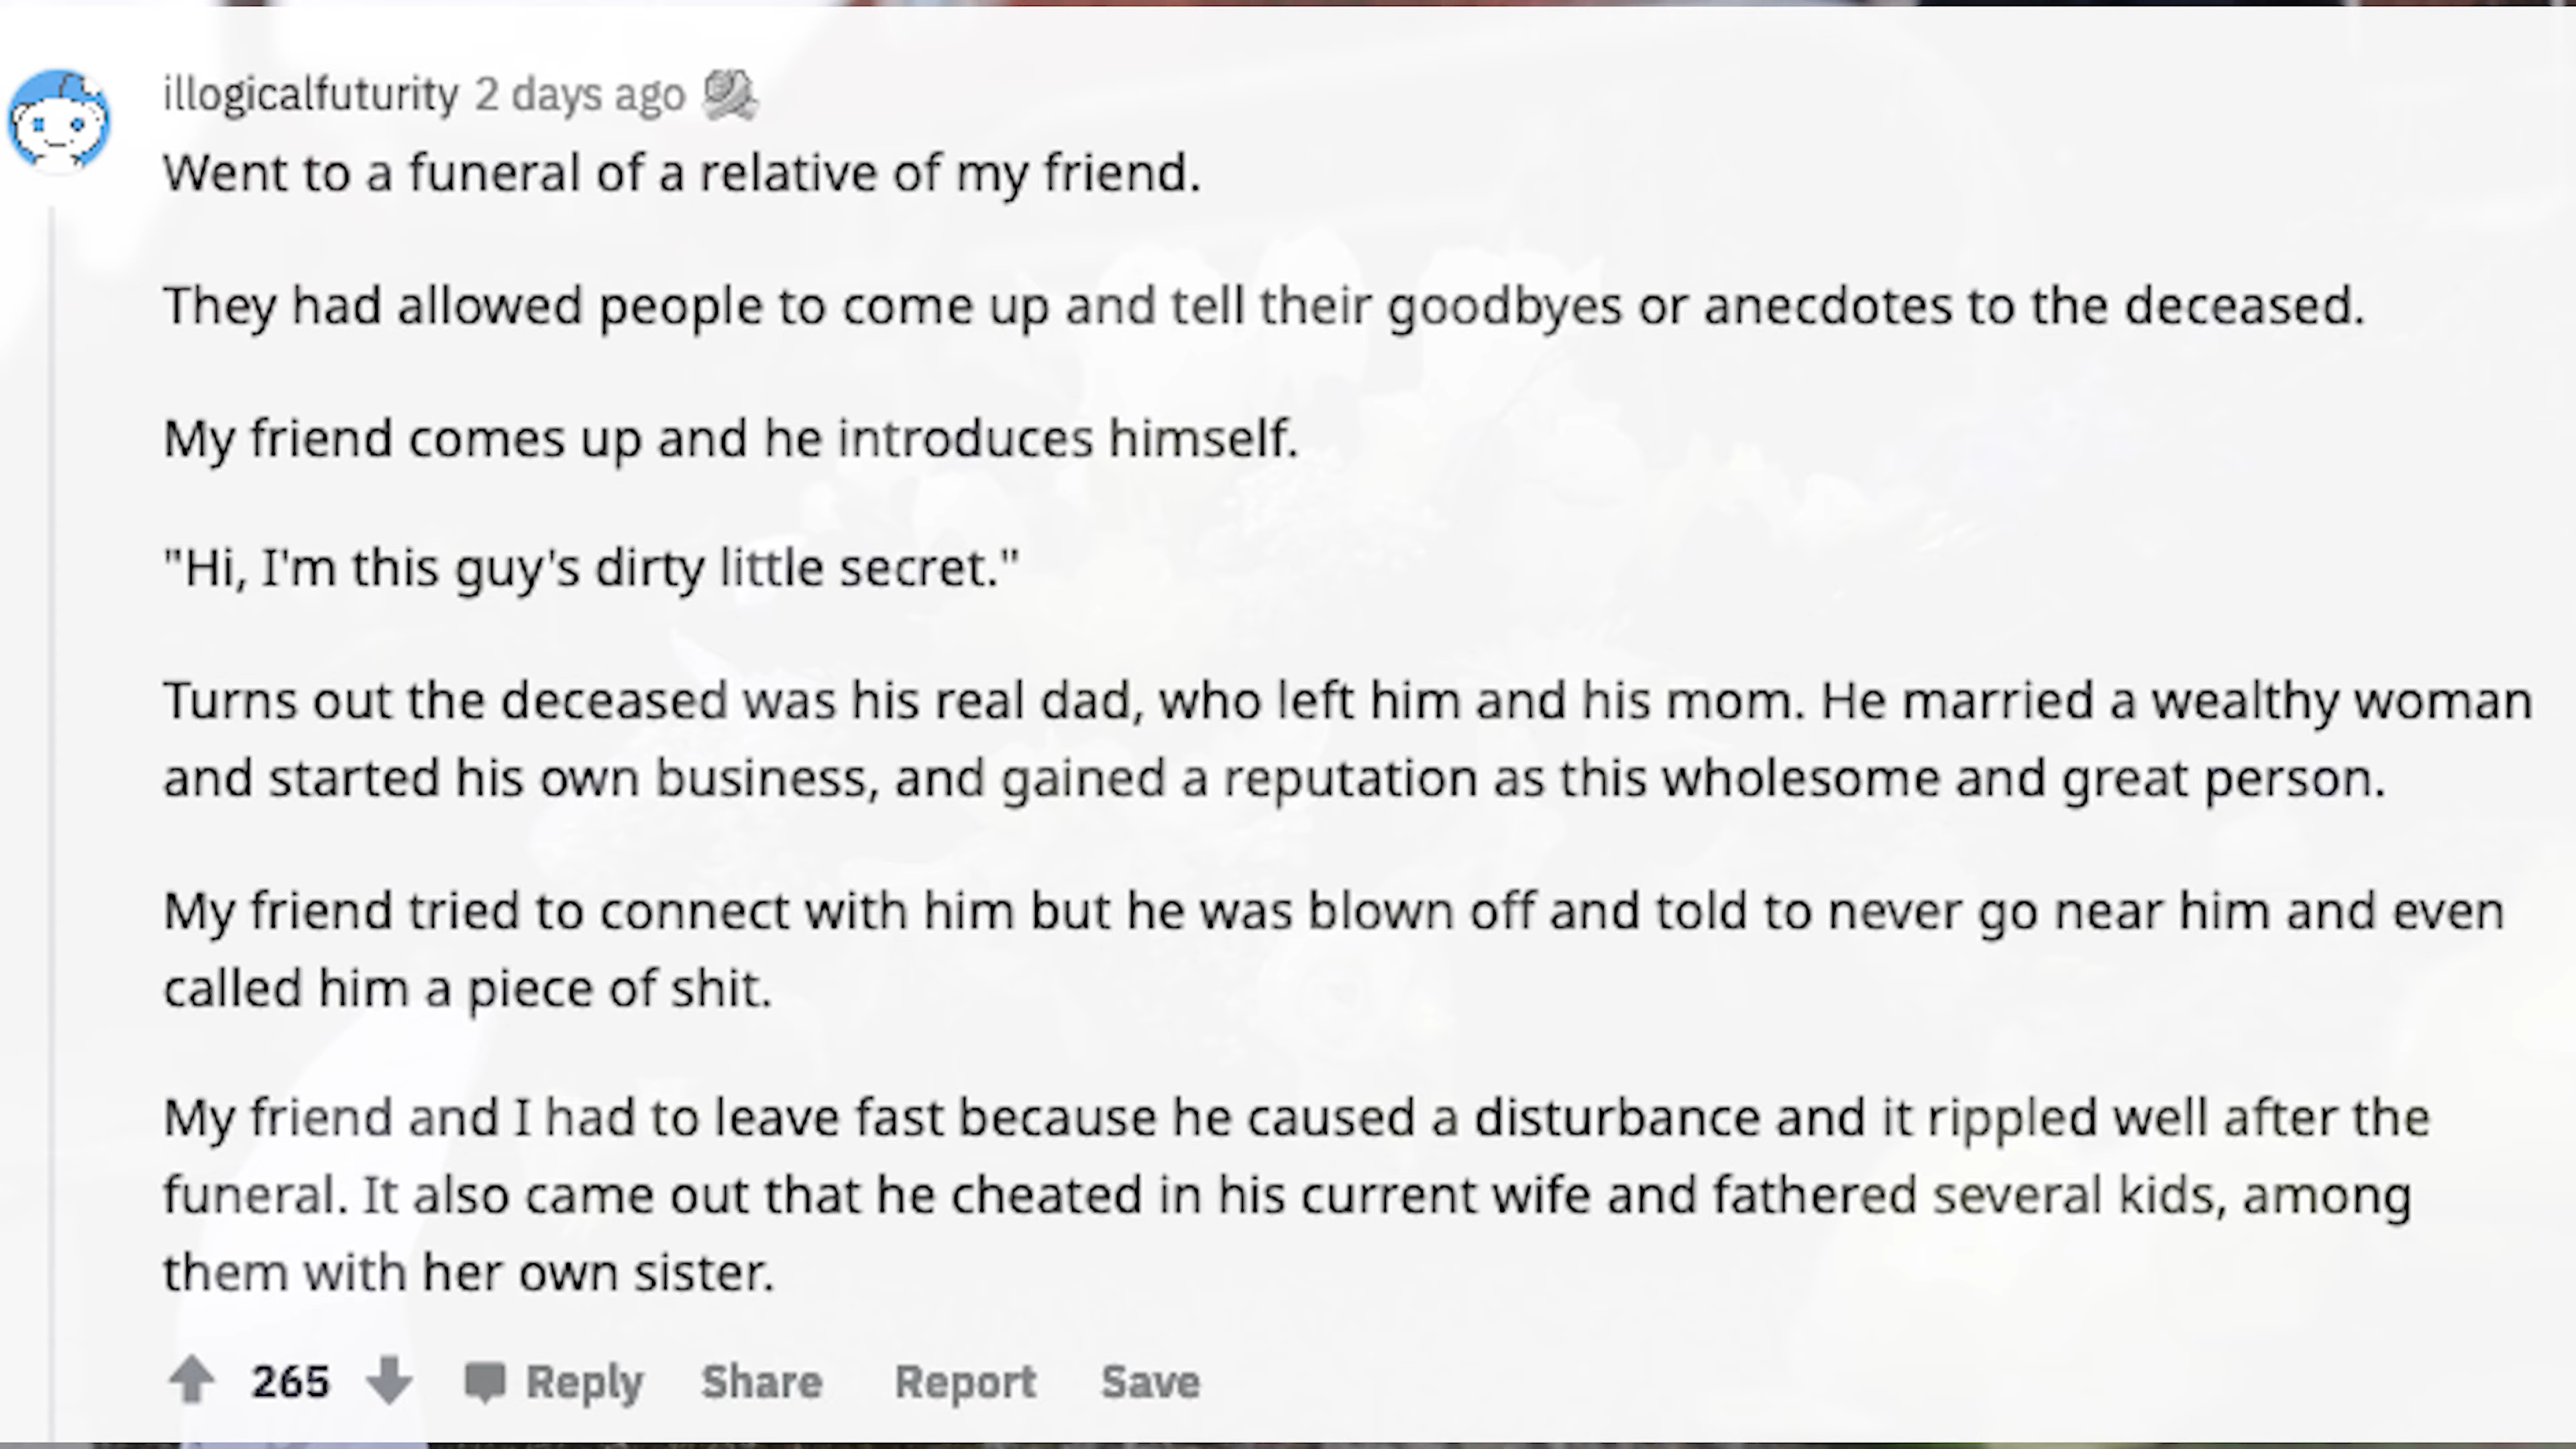 illogicalfuturity 2 days ago
Went to a funeral of a relative of my friend.
They had allowed people to come up and tell their goodbyes or anecdotes to the deceased.
My friend comes up and he introduces himself.
"Hi, I'm this guy's dirty little secret."
Turns out the deceased was his real dad, who left him and his mom. He married a wealthy woman
and started his own business, and gained a reputation as this wholesome and great person.
My friend tried to connect with him but he was blown off and told to never go near him and even
called him a piece of shit.
My friend and I had to leave fast because he caused a disturbance and it rippled well after the
funeral. It also came out that he cheated in his current wife and fathered several kids, among
them with her own sister.
265 Reply Share Report Save